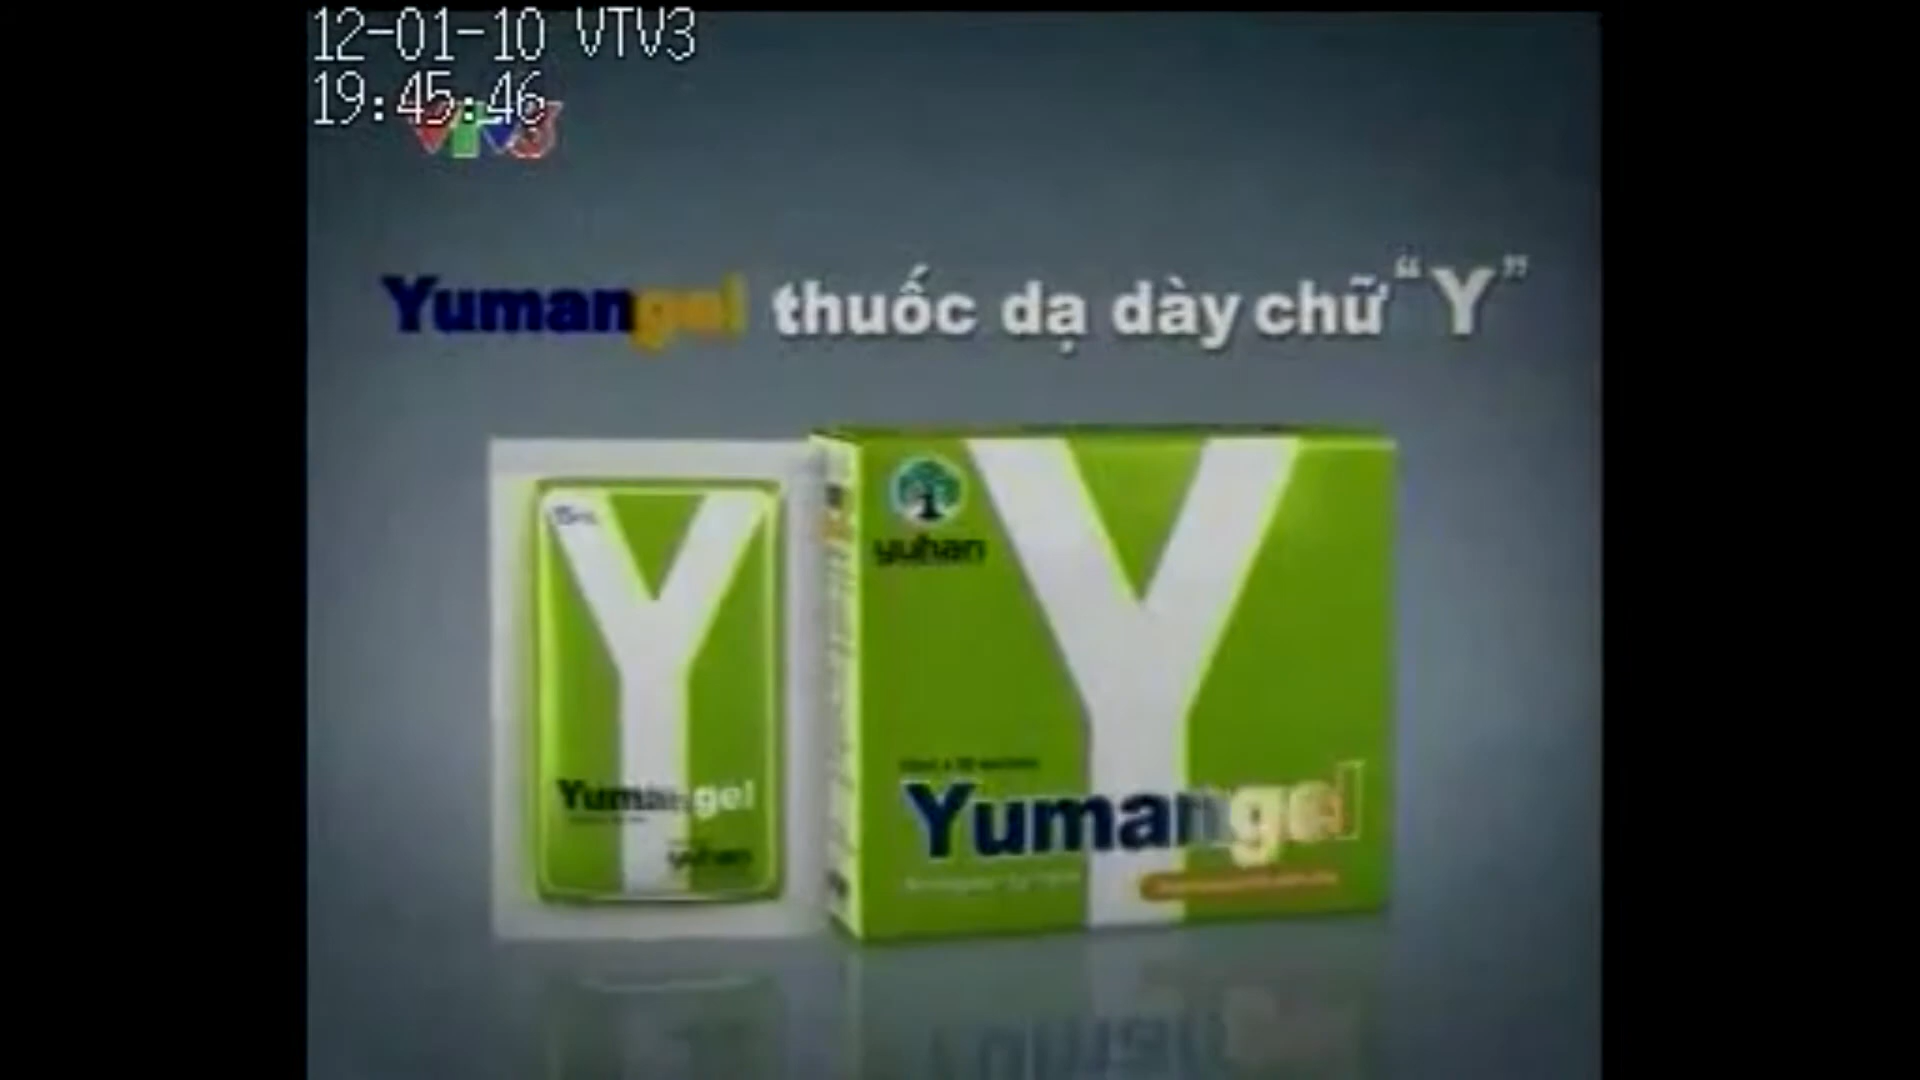 12-01-10 VTV3
19:45:46
VTV3
Yumangel thuốc dạ dày chữ “Y”
Y
Yumangel
yuhan
yuhan
Y
Yumangel